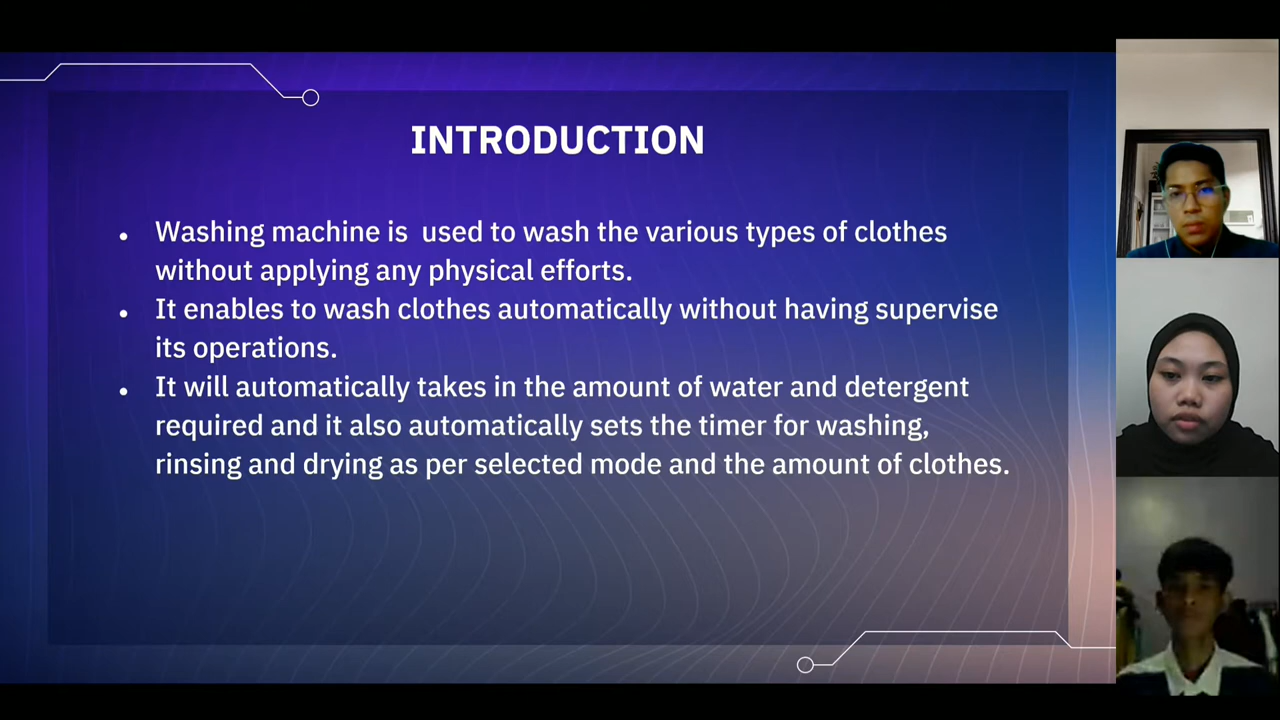 INTRODUCTION
Washing machine is  used to wash the various types of clothes
without applying any physical efforts.
It enables to wash clothes automatically without having supervise
its operations.
It will automatically takes in the amount of water and detergent
required and it also automatically sets the timer for washing,
rinsing and drying as per selected mode and the amount of clothes.